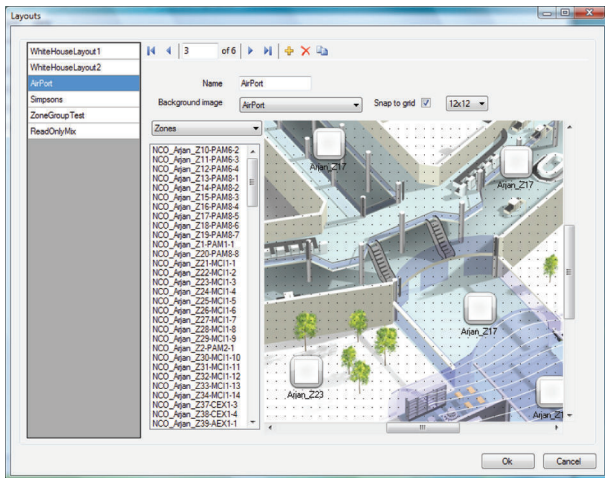 Layouts
WhiteHouseLayout1
WhiteHouseLayout2
AirPort
Simpsons
ZoneGroupTest
ReadOnlyMix
3 of 6
Name AirPort
Background image AirPort Snap to grid 12x12
Zones
NCO_Arjan_Z10-PAM6-2
NCO_Arjan_Z11-PAM6-3
NCO_Arjan_Z12-PAM6-4
NCO_Arjan_Z13-PAM8-1
NCO_Arjan_Z14-PAM8-2
NCO_Arjan_Z15-PAM8-3
NCO_Arjan_Z16-PAM8-4
NCO_Arjan_Z17-PAM8-5
NCO_Arjan_Z18-PAM8-6
NCO_Arjan_Z19-PAM8-7
NCO_Arjan_Z1-PAM1-1
NCO_Arjan_Z20-PAM8-8
NCO_Arjan_Z21-MCI1-1
NCO_Arjan_Z22-MCI1-2
NCO_Arjan_Z23-MCI1-3
NCO_Arjan_Z24-MCI1-4
NCO_Arjan_Z25-MCI1-5
NCO_Arjan_Z26-MCI1-6
NCO_Arjan_Z27-MCI1-7
NCO_Arjan_Z28-MCI1-8
NCO_Arjan_Z29-MCI1-9
NCO_Arjan_Z2-PAM2-1
NCO_Arjan_Z30-MCI1-10
NCO_Arjan_Z31-MCI1-11
NCO_Arjan_Z32-MCI1-12
NCO_Arjan_Z33-MCI1-13
NCO_Arjan_Z34-MCI1-14
NCO_Arjan_Z37-CEX1-3
NCO_Arjan_Z38-CEX1-4
NCO_Arjan_Z39-AEX1-1
Arjan_Z17
Arjan_Z17
Arjan_Z17
Arjan_Z23
Arjan_Z1
Ok Cancel